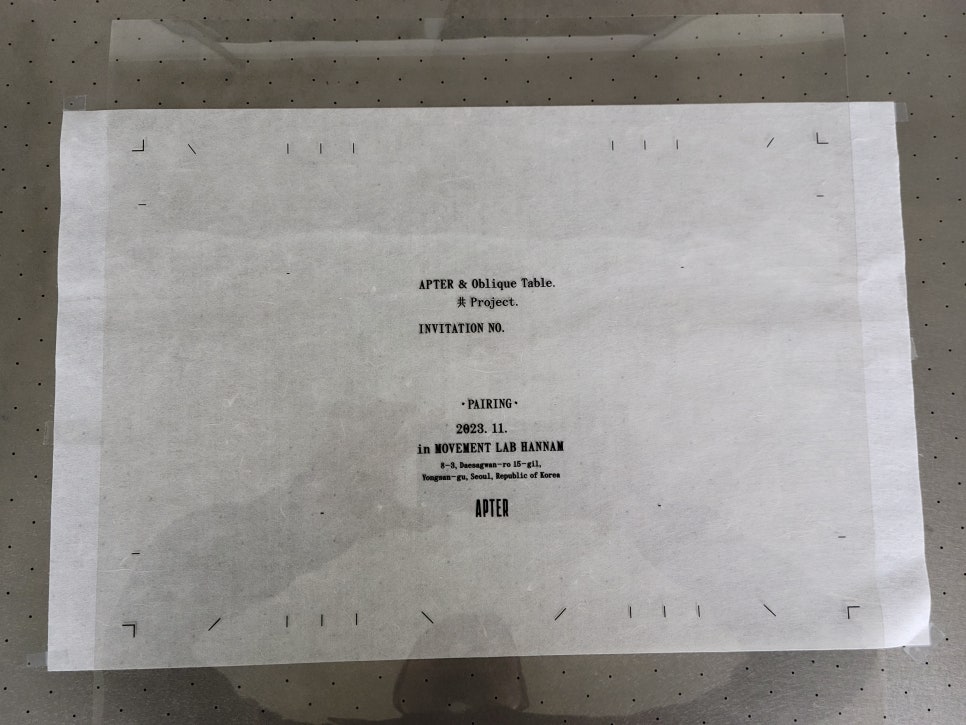 APTER & Oblique Table.
共 Project.
INVITATION NO.
·PAIRING·
2023. 11.
in MOVEMENT LAB HANNAM
8-3, Daesagwan-ro 15-gil,
Yongsan-gu, Seoul, Republic of Korea
APTER